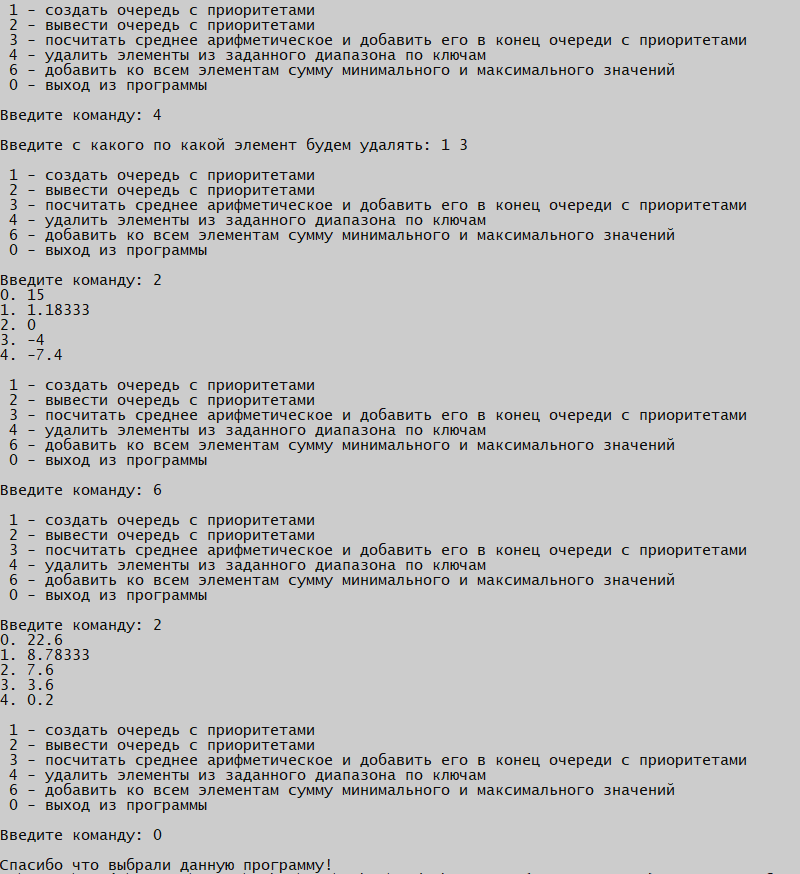 1 - создать очередь с приоритетами
2 - вывести очередь с приоритетами
3 - посчитать среднее арифметическое и добавить его в конец очереди с приоритетами
4 - удалить элементы из заданного диапазона по ключам
6 - добавить ко всем элементам сумму минимального и максимального значений
0 - выход из программы
Введите команду: 4
Введите с какого по какой элемент будем удалять: 1 3
1 - создать очередь с приоритетами
2 - вывести очередь с приоритетами
3 - посчитать среднее арифметическое и добавить его в конец очереди с приоритетами
4 - удалить элементы из заданного диапазона по ключам
6 - добавить ко всем элементам сумму минимального и максимального значений
0 - выход из программы
Введите команду: 2
0. 15
1. 1.18333
2. 0
3. -4
4. -7.4
1 - создать очередь с приоритетами
2 - вывести очередь с приоритетами
3 - посчитать среднее арифметическое и добавить его в конец очереди с приоритетами
4 - удалить элементы из заданного диапазона по ключам
6 - добавить ко всем элементам сумму минимального и максимального значений
0 - выход из программы
Введите команду: 6
1 - создать очередь с приоритетами
2 - вывести очередь с приоритетами
3 - посчитать среднее арифметическое и добавить его в конец очереди с приоритетами
4 - удалить элементы из заданного диапазона по ключам
6 - добавить ко всем элементам сумму минимального и максимального значений
0 - выход из программы
Введите команду: 2
0. 22.6
1. 8.78333
2. 7.6
3. 3.6
4. 0.2
1 - создать очередь с приоритетами
2 - вывести очередь с приоритетами
3 - посчитать среднее арифметическое и добавить его в конец очереди с приоритетами
4 - удалить элементы из заданного диапазона по ключам
6 - добавить ко всем элементам сумму минимального и максимального значений
0 - выход из программы
Введите команду: 0
Спасибо что выбрали данную программу!